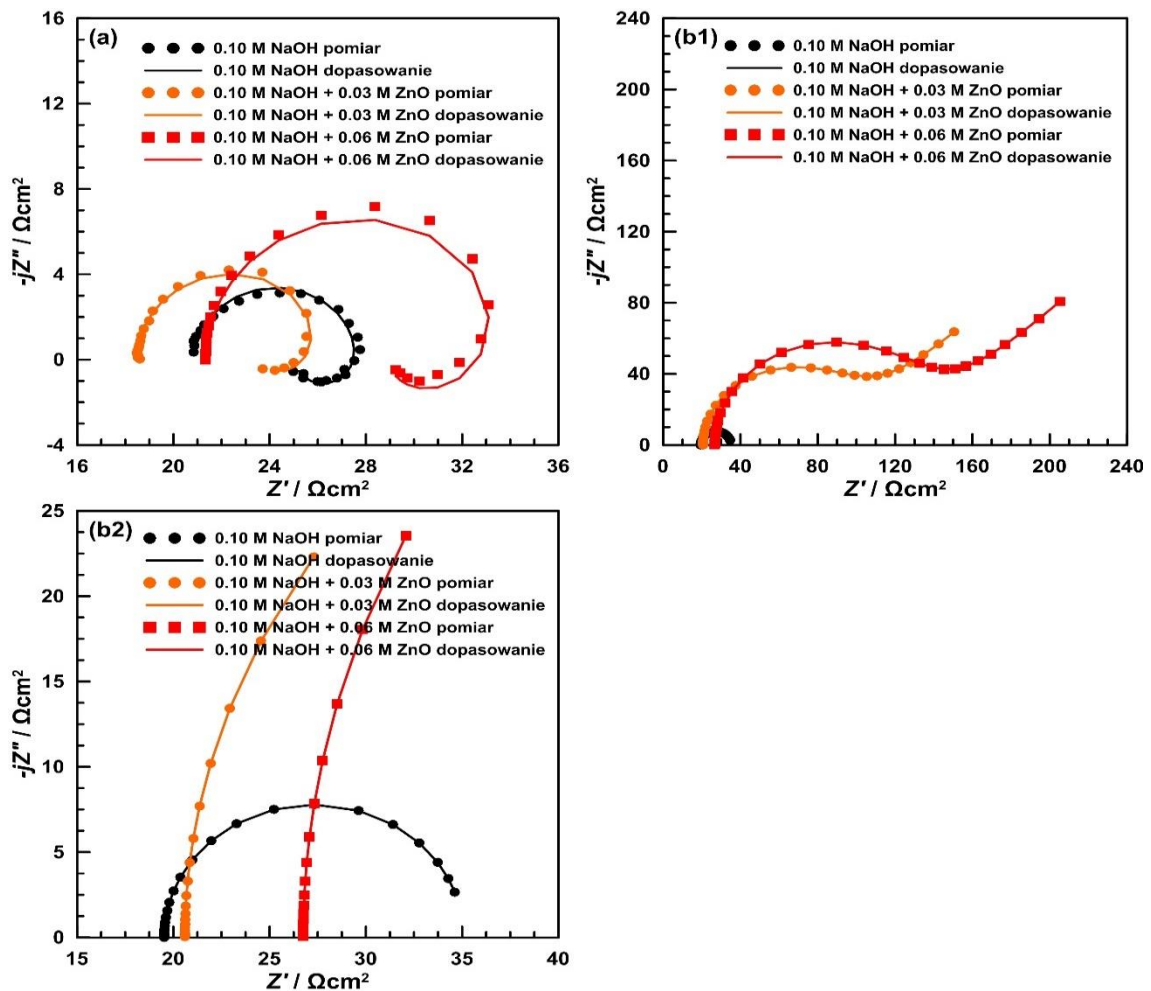 (a)
0.10 M NaOH pomiar
0.10 M NaOH dopasowanie
0.10 M NaOH + 0.03 M ZnO pomiar
0.10 M NaOH + 0.03 M ZnO dopasowanie
0.10 M NaOH + 0.06 M ZnO pomiar
0.10 M NaOH + 0.06 M ZnO dopasowanie
16
12
8
4
0
-4
-jZ" / Ωcm²
16 20 24 28 32 36
Z' / Ωcm²
(b1)
0.10 M NaOH pomiar
0.10 M NaOH dopasowanie
0.10 M NaOH + 0.03 M ZnO pomiar
0.10 M NaOH + 0.03 M ZnO dopasowanie
0.10 M NaOH + 0.06 M ZnO pomiar
0.10 M NaOH + 0.06 M ZnO dopasowanie
240
200
160
120
80
40
0
-jZ" / Ωcm²
0 40 80 120 160 200 240
Z' / Ωcm²
(b2)
0.10 M NaOH pomiar
0.10 M NaOH dopasowanie
0.10 M NaOH + 0.03 M ZnO pomiar
0.10 M NaOH + 0.03 M ZnO dopasowanie
0.10 M NaOH + 0.06 M ZnO pomiar
0.10 M NaOH + 0.06 M ZnO dopasowanie
25
20
15
10
5
0
-jZ" / Ωcm²
15 20 25 30 35 40
Z' / Ωcm²